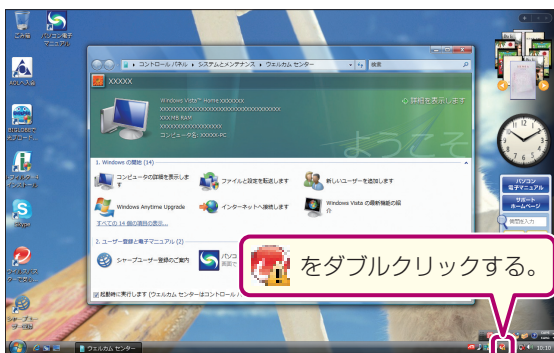 ごみ箱
パソコン電子
マニュアル
コントロール パネル ▸ システムとメンテナンス ▸ ウェルカム センター
検索
XXXXX
Windows Vista™ Home xxxxxxxx
XXXMB RAM
コンピュータ名: XXXXX-PC
詳細を表示します
ようこそ
1. Windows の開始 (14)
コンピュータの詳細を表示しま
す
ファイルと設定を転送します
新しいユーザーを追加します
Windows Anytime Upgrade
インターネットへ接続します
Windows Vista の最新機能の紹
介
すべての 14 個の項目の表示...
2. ユーザー登録と電子マニュアル (2)
シャープユーザー登録のご案内
パソコ
画面で
起動時に実行します (ウェルカム センターはコントロール
パソコン
電子マニュアル
サポート
ホームページ
質問を入力
Skype
をダブルクリックする。
ウェルカム センター
10:10